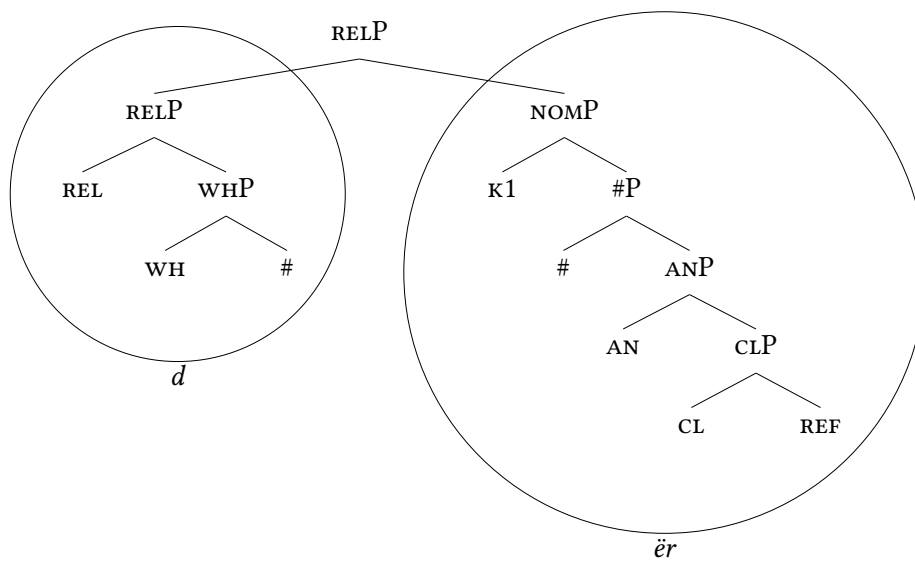 RELP
RELP NOMP
REL WHP K1 #P
WH # # ANP
AN CLP
d
CL REF
ër